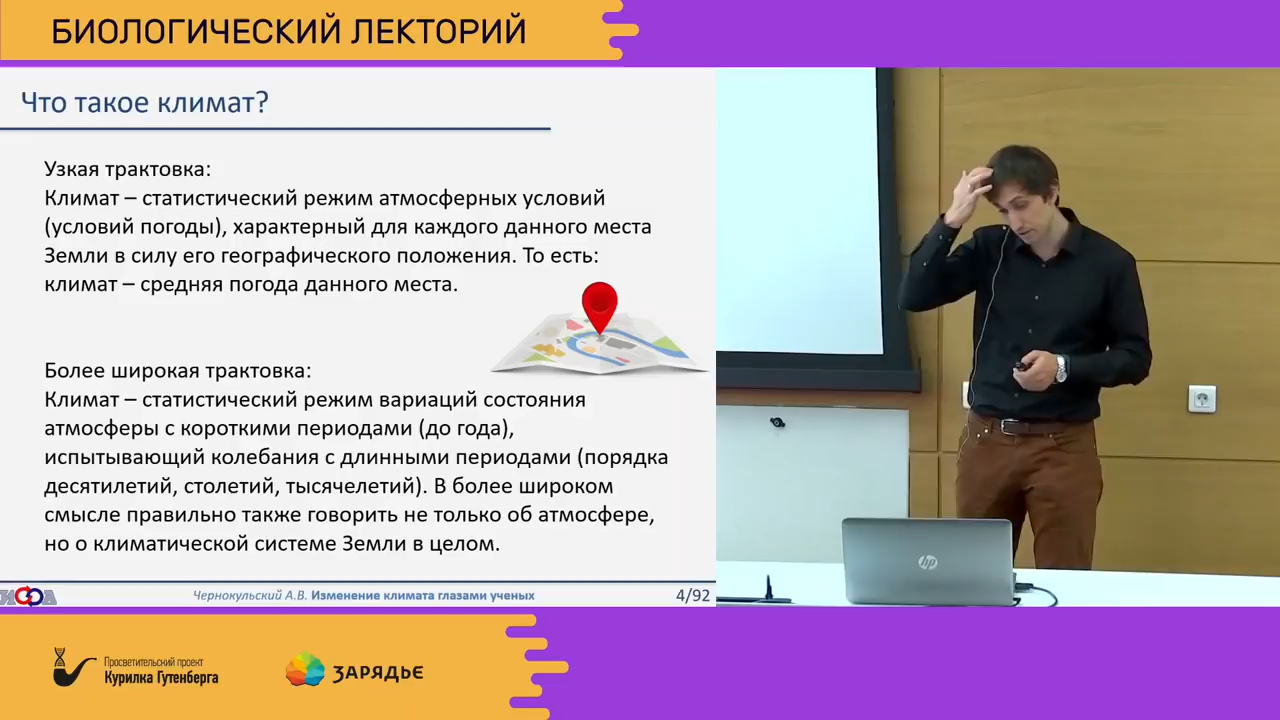 БИОЛОГИЧЕСКИЙ ЛЕКТОРИЙ
Что такое климат?
Узкая трактовка:
Климат – статистический режим атмосферных условий
(условий погоды), характерный для каждого данного места
Земли в силу его географического положения. То есть:
климат – средняя погода данного места.
Более широкая трактовка:
Климат – статистический режим вариаций состояния
атмосферы с короткими периодами (до года),
испытывающий колебания с длинными периодами (порядка
десятилетий, столетий, тысячелетий). В более широком
смысле правильно также говорить не только об атмосфере,
но о климатической системе Земли в целом.
ИФА
Чернокульский А.В. Изменение климата глазами ученых
4/92
hp
Просветительский проект
Курилка Гутенберга
ЗАРЯДЬЕ